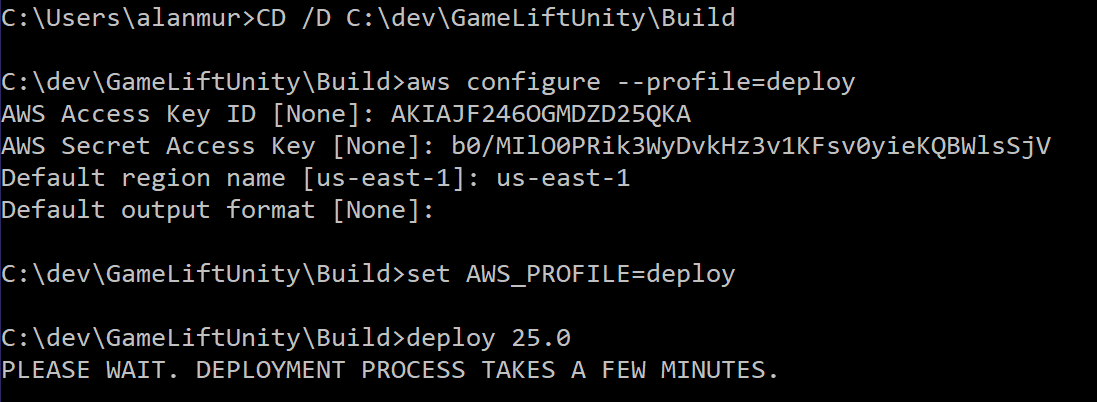 C:\Users\alanmur>CD /D C:\dev\GameLiftUnity\Build
C:\dev\GameLiftUnity\Build>aws configure --profile=deploy
AWS Access Key ID [None]: AKIAJF246OGMDZD25QKA
AWS Secret Access Key [None]: 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
Default region name [us-east-1]: us-east-1
Default output format [None]:
C:\dev\GameLiftUnity\Build>set AWS_PROFILE=deploy
C:\dev\GameLiftUnity\Build>deploy 25.0
PLEASE WAIT. DEPLOYMENT PROCESS TAKES A FEW MINUTES.